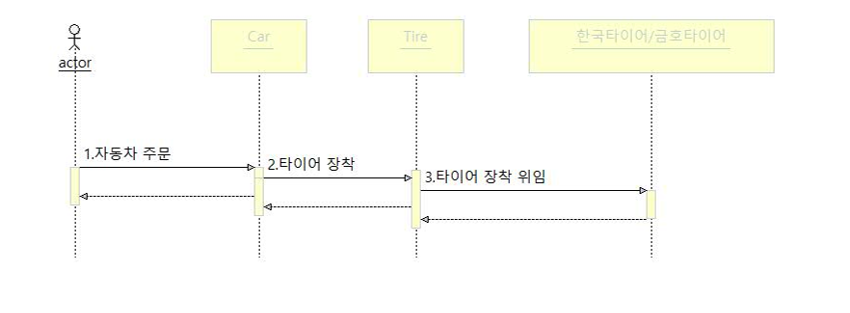 actor
Car
Tire
한국타이어/금호타이어
1.자동차 주문
2.타이어 장착
3.타이어 장착 위임